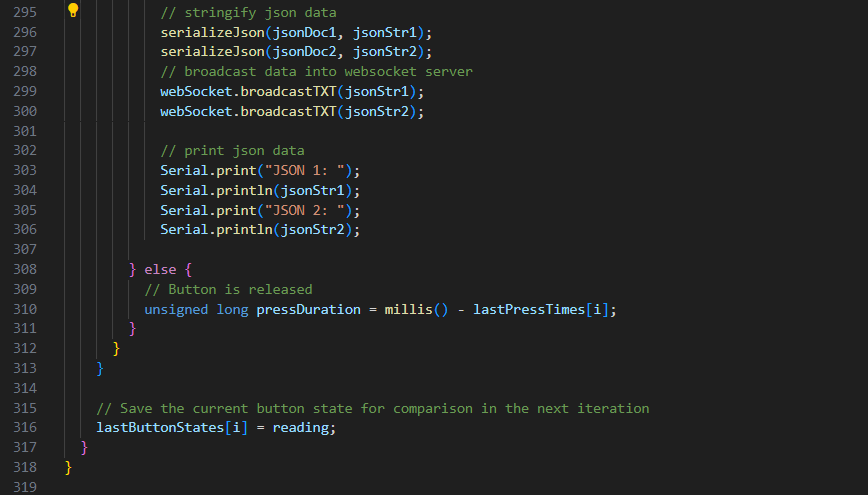 295 // stringify json data
296 serializeJson(jsonDoc1, jsonStr1);
297 serializeJson(jsonDoc2, jsonStr2);
298 // broadcast data into websocket server
299 webSocket.broadcastTXT(jsonStr1);
300 webSocket.broadcastTXT(jsonStr2);
301
302 // print json data
303 Serial.print("JSON 1: ");
304 Serial.println(jsonStr1);
305 Serial.print("JSON 2: ");
306 Serial.println(jsonStr2);
307
308 } else {
309 // Button is released
310 unsigned long pressDuration = millis() - lastPressTimes[i];
311 }
312 }
313 }
314
315 // Save the current button state for comparison in the next iteration
316 lastButtonStates[i] = reading;
317 }
318 }
319